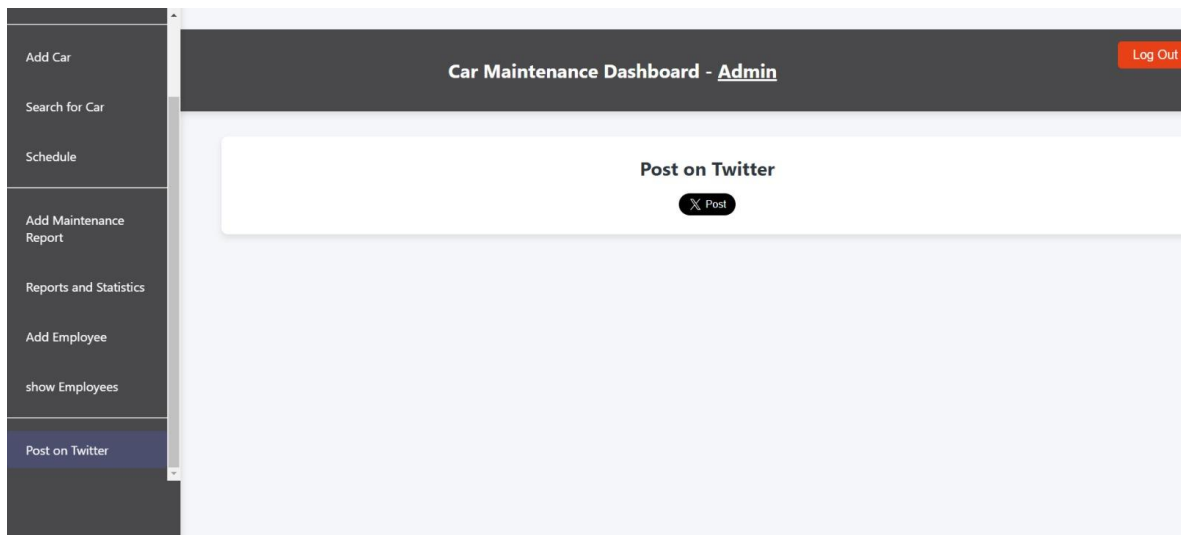 Add Car
Search for Car
Schedule
Add Maintenance
Report
Reports and Statistics
Add Employee
show Employees
Post on Twitter
Car Maintenance Dashboard - Admin
Log Out
Post on Twitter
Post